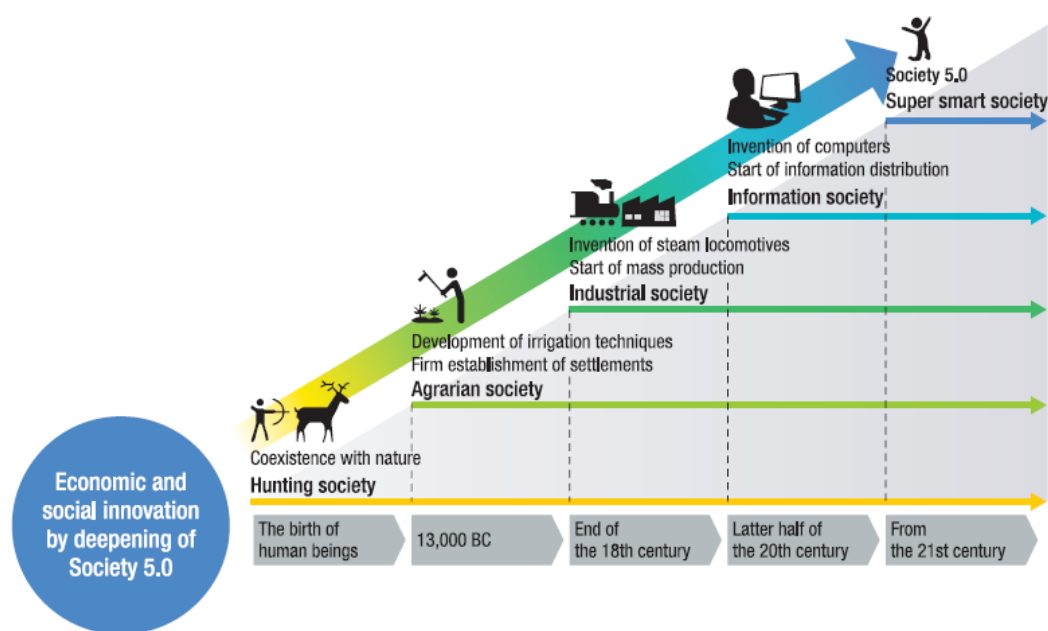 Society 5.0
Super smart society
Invention of computers
Start of information distribution
Information society
Invention of steam locomotives
Start of mass production
Industrial society
Development of irrigation techniques
Firm establishment of settlements
Agrarian society
Coexistence with nature
Hunting society
Economic and
social innovation
by deepening of
Society 5.0
The birth of
human beings
13,000 BC
End of
the 18th century
Latter half of
the 20th century
From
the 21st century